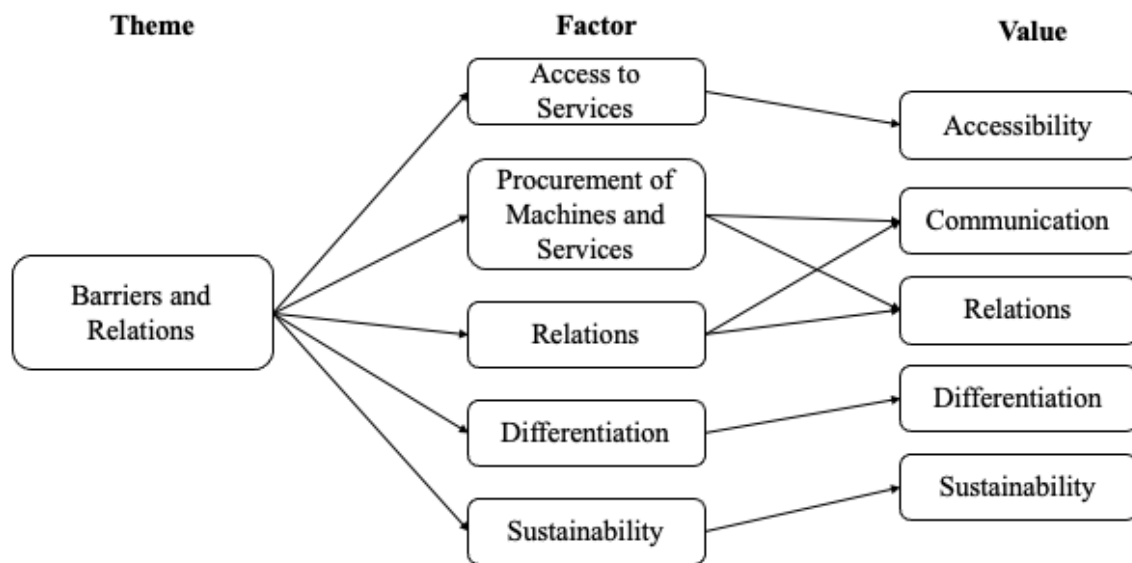 Theme
Factor
Value
Barriers and
Relations
Access to
Services
Procurement of
Machines and
Services
Relations
Differentiation
Sustainability
Accessibility
Communication
Relations
Differentiation
Sustainability